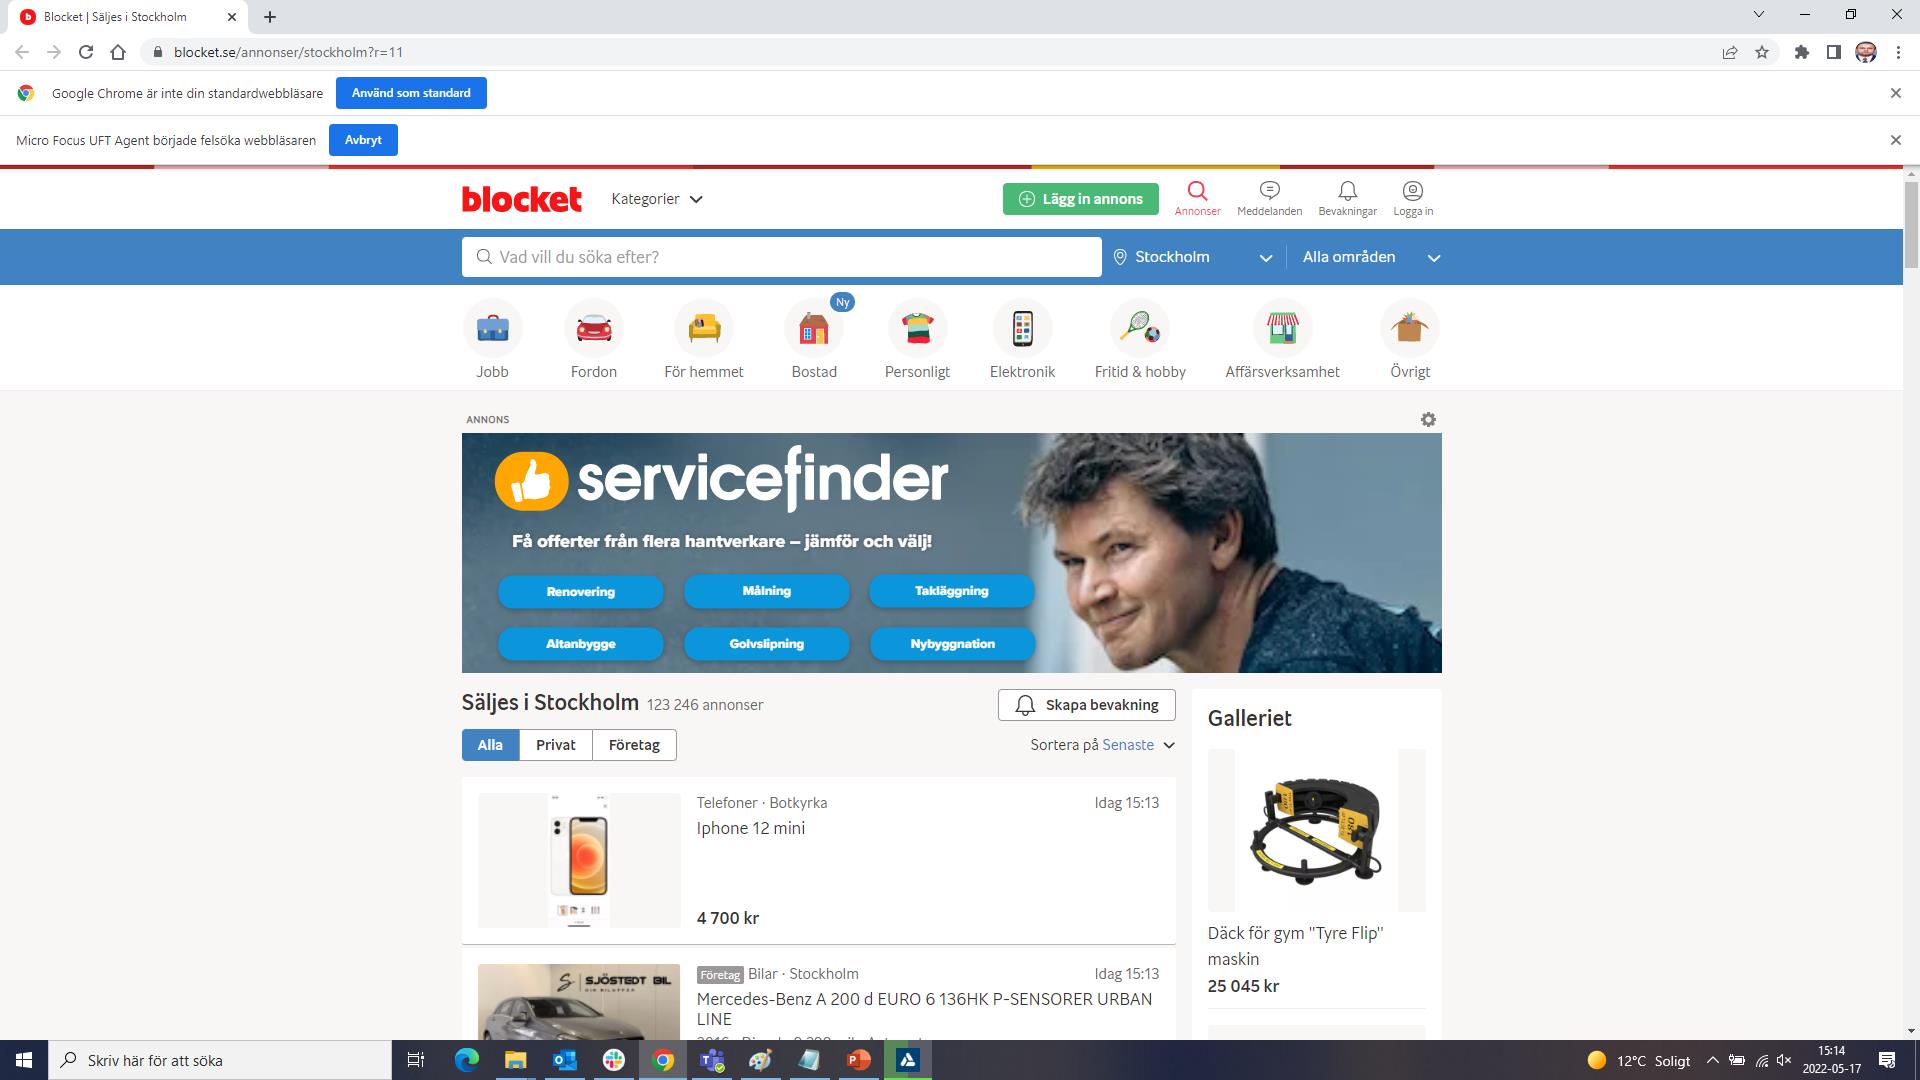 Blocket | Säljes i Stockholm
blocket.se/annonser/stockholm?r=11
Google Chrome är inte din standardwebbläsare
Använd som standard
Micro Focus UFT Agent började felsöka webbläsaren
Avbryt
blocket
Kategorier
Lägg in annons
Annonser
Meddelanden
Bevakningar
Logga in
Vad vill du söka efter?
Stockholm
Alla områden
Ny
Jobb
Fordon
För hemmet
Bostad
Personligt
Elektronik
Fritid & hobby
Affärsverksamhet
Övrigt
ANNONS
servicefinder
Få offerter från flera hantverkare – jämför och välj!
Renovering
Målning
Takläggning
Altanbygge
Golvslipning
Nybyggnation
Säljes i Stockholm 123 246 annonser
Skapa bevakning
Alla
Privat
Företag
Sortera på Senaste
Telefoner · Botkyrka
Idag 15:13
Iphone 12 mini
4 700 kr
SJÖSTEDT BIL
Företag Bilar · Stockholm
Idag 15:13
Mercedes-Benz A 200 d EURO 6 136HK P-SENSORER URBAN
LINE
Galleriet
Däck för gym "Tyre Flip"
maskin
25 045 kr
Skriv här för att söka
12°C Soligt
15:14
2022-05-17